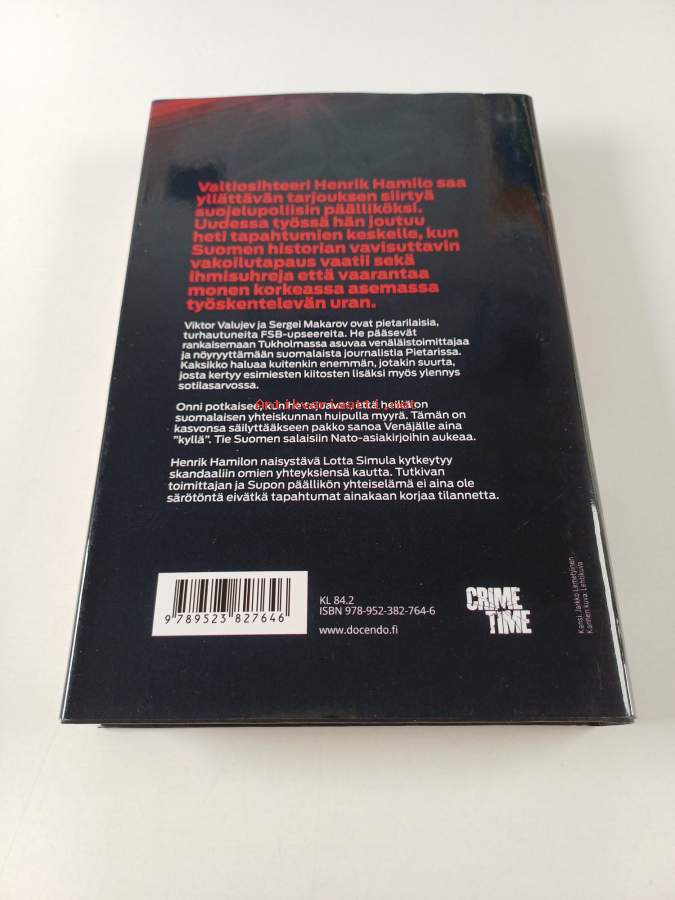 Valtiosihteeri Henrik Hamilo saa
yllättävän tarjouksen siirtyä
suojelupoliisin päälliköksi.
Uudessa työssä hän joutuu
heti tapahtumien keskelle, kun
Suomen historian vavisuttavin
vakoilutapaus vaatii sekä
ihmisuhreja että vaarantaa
monen korkeassa asemassa
työskentelevän uran.
Viktor Valujev ja Sergei Makarov ovat pietarilaisia,
turhautuneita FSB-upseereita. He pääsevät
rankaisemaan Tukholmassa asuvaa venäläistoimittajaa
ja nöyryyttämään suomalaista journalistia Pietarissa.
Kaksikko haluaa kuitenkin enemmän, jotakin suurta,
josta kertyy esimiesten kiitosten lisäksi myös ylennys
sotilasarvossa.
Onni potkaisee, kun he tajuavat, että heillä on
suomalaisen yhteiskunnan huipulla myyrä. Tämän on
kasvonsa säilyttääkseen pakko sanoa Venäjälle aina
"kyllä". Tie Suomen salaisiin Nato-asiakirjoihin aukeaa.
Henrik Hamilon naisystävä Lotta Simula kytkeytyy
skandaaliin omien yhteyksiensä kautta. Tutkivan
toimittajan ja Supon päällikön yhteiselämä ei aina ole
särötöntä eivätkä tapahtumat ainakaan korjaa tilannetta.
KL 84.2
ISBN 978-952-382-764-6
www.docendo.fi
9 789523 827646
CRIME
TIME